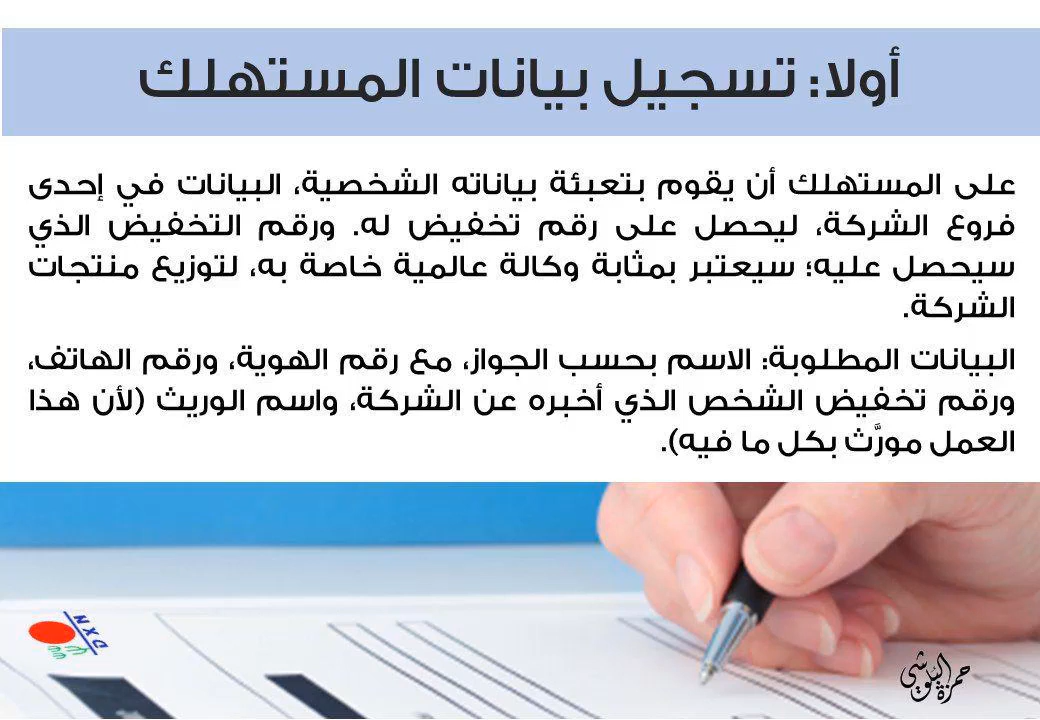 أولا: تسجيل بيانات المستهلك
على المستهلك أن يقوم بتعبئة بياناته الشخصية، البيانات في إحدى
فروع الشركة، ليحصل على رقم تخفيض له. ورقم التخفيض الذي
سيحصل عليه؛ سيعتبر بمثابة وكالة عالمية خاصة به، لتوزيع منتجات
الشركة.
البيانات المطلوبة: الاسم بحسب الجواز، مع رقم الهوية، ورقم الهاتف،
ورقم تخفيض الشخص الذي أخبره عن الشركة، واسم الوريث (لأن هذا
العمل مورَّث بكل ما فيه).
DXN
حمزة البلوشي